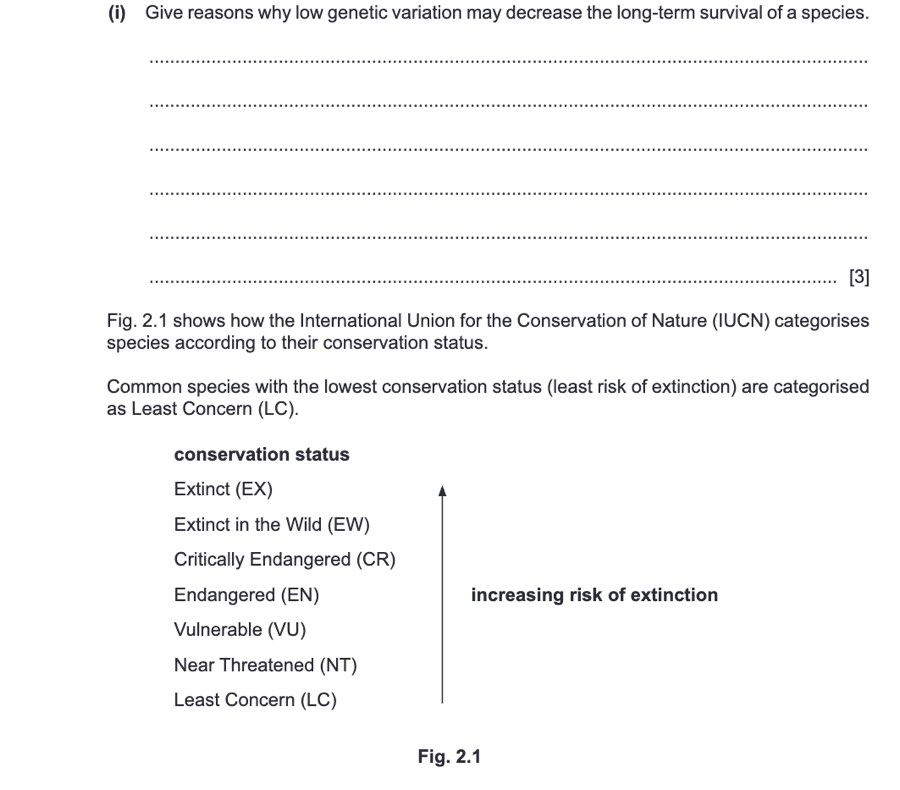 (i) Give reasons why low genetic variation may decrease the long-term survival of a species.
..........................................................................................................................................
..........................................................................................................................................
..........................................................................................................................................
..........................................................................................................................................
..........................................................................................................................................
.................................................................................................................................... [3]
Fig. 2.1 shows how the International Union for the Conservation of Nature (IUCN) categorises
species according to their conservation status.
Common species with the lowest conservation status (least risk of extinction) are categorised
as Least Concern (LC).
conservation status
Extinct (EX)
Extinct in the Wild (EW)
Critically Endangered (CR)
Endangered (EN)
increasing risk of extinction
Vulnerable (VU)
Near Threatened (NT)
Least Concern (LC)
Fig. 2.1